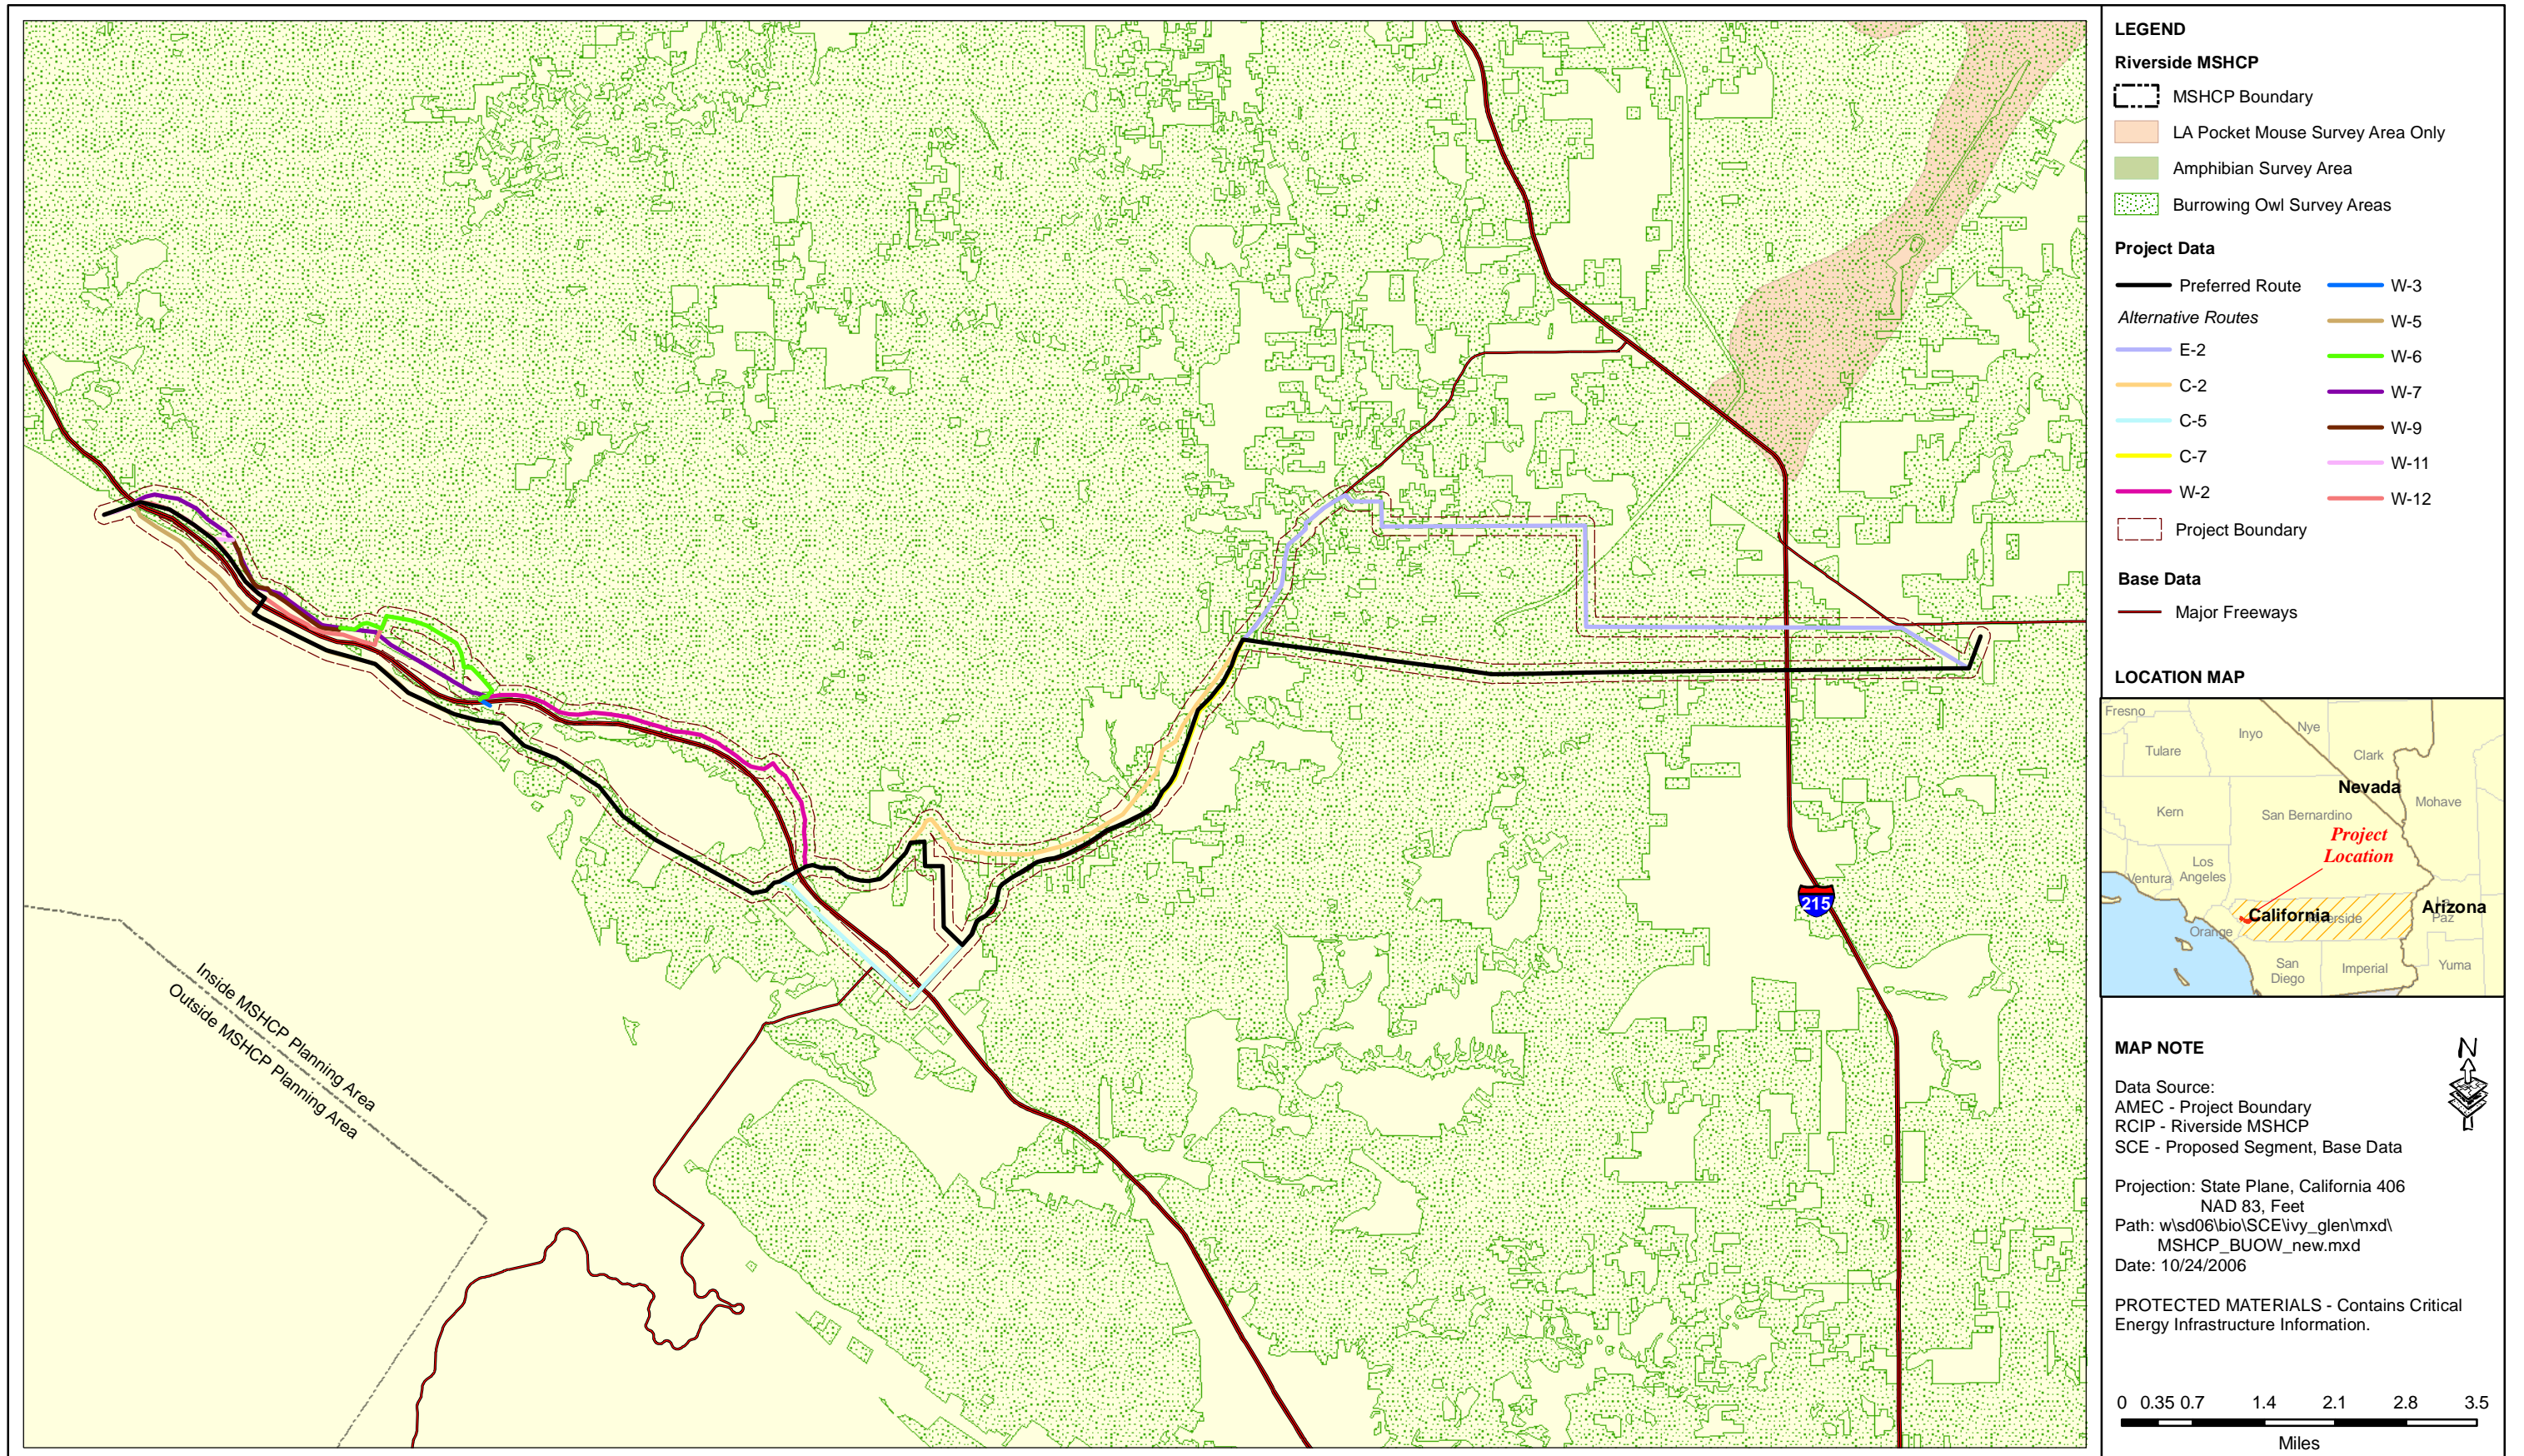 Inside MSHCP Planning Area
Outside MSHCP Planning Area
215
LEGEND
Riverside MSHCP
MSHCP Boundary
LA Pocket Mouse Survey Area Only
Amphibian Survey Area
Burrowing Owl Survey Areas
Project Data
Preferred Route
Alternative Routes
E-2
C-2
C-5
C-7
W-2
W-3
W-5
W-6
W-7
W-9
W-11
W-12
Project Boundary
Base Data
Major Freeways
LOCATION MAP
Fresno
Inyo
Nye
Tulare
Clark
Nevada
Mohave
Kern
San Bernardino
Project
Location
Los
Angeles
Ventura
California
Riverside
Arizona
La
Paz
Orange
San
Diego
Imperial
Yuma
MAP NOTE
N
Data Source:
AMEC - Project Boundary
RCIP - Riverside MSHCP
SCE - Proposed Segment, Base Data
Projection: State Plane, California 406
NAD 83, Feet
Path: w\sd06\bio\SCE\ivy_glen\mxd\
MSHCP_BUOW_new.mxd
Date: 10/24/2006
PROTECTED MATERIALS - Contains Critical
Energy Infrastructure Information.
0 0.35 0.7 1.4 2.1 2.8 3.5
Miles